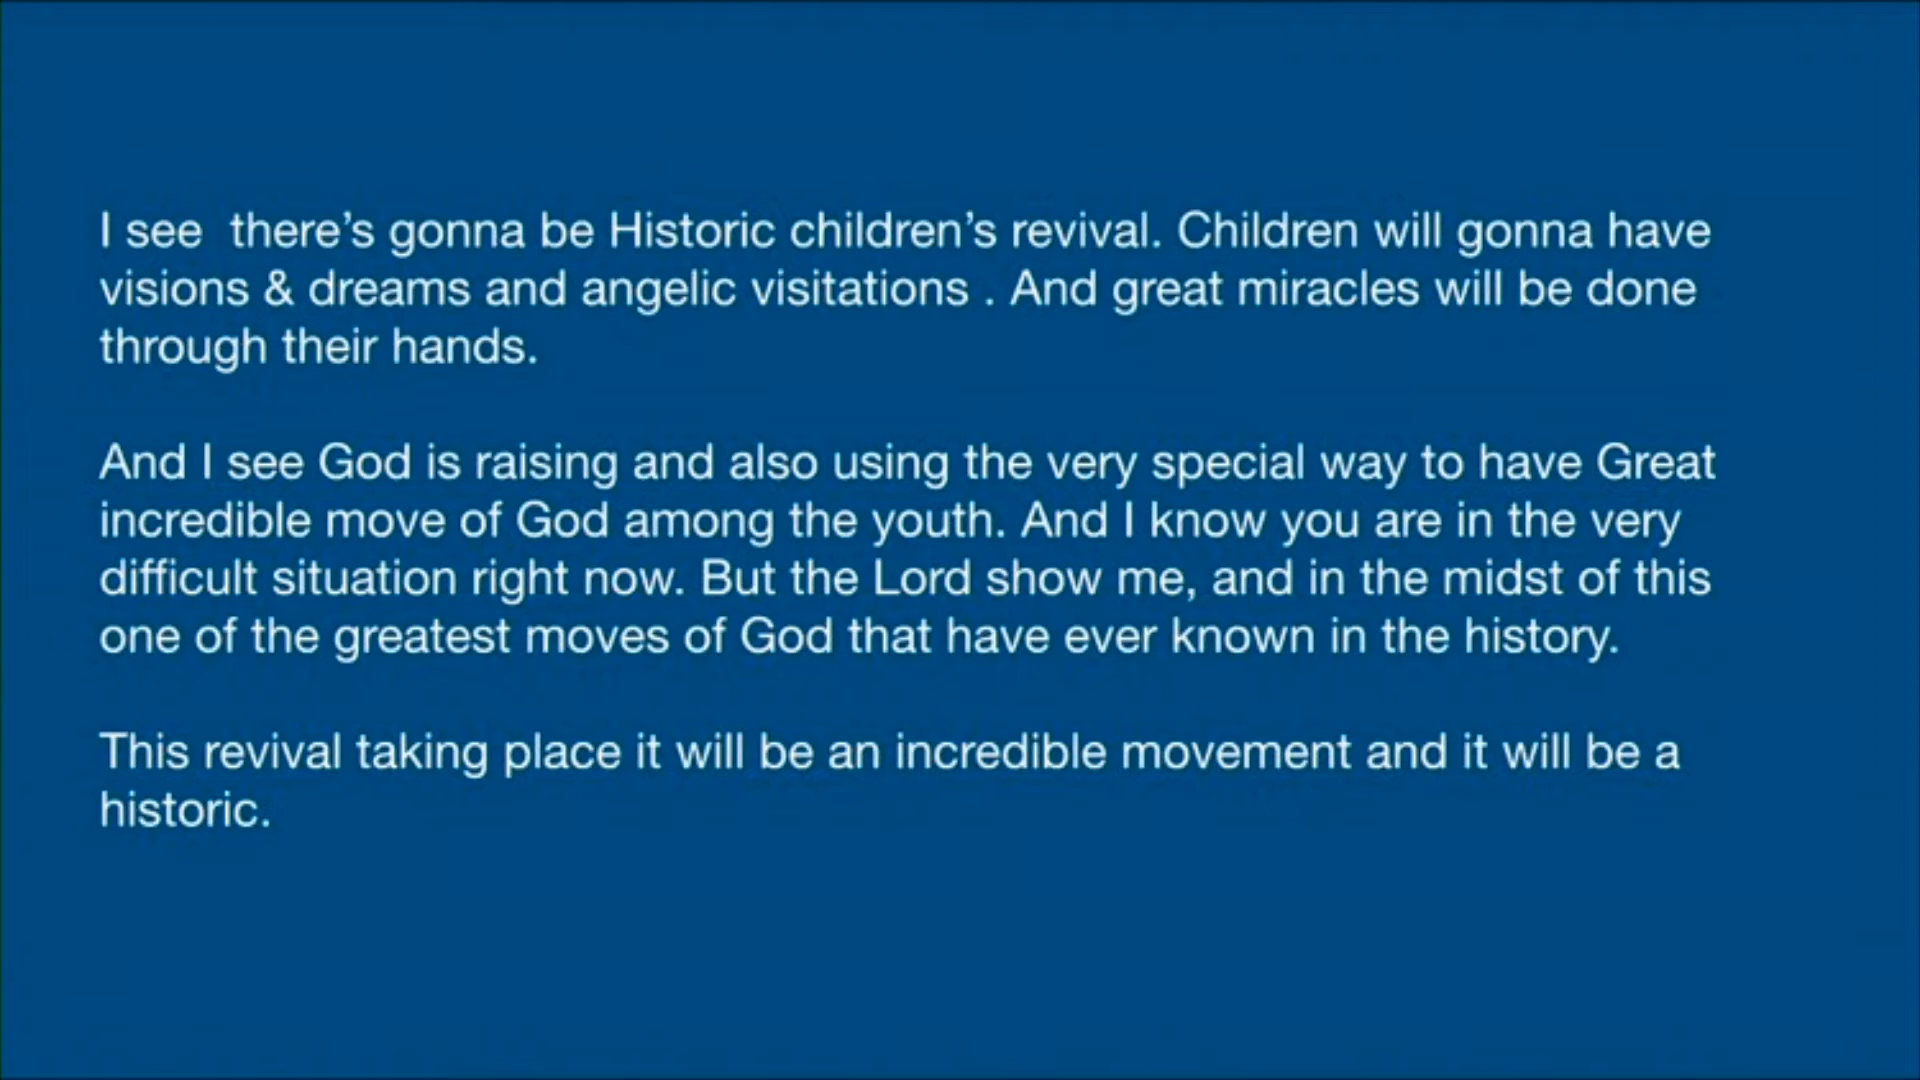 I see  there’s gonna be Historic children’s revival. Children will gonna have
visions & dreams and angelic visitations . And great miracles will be done
through their hands.
And I see God is raising and also using the very special way to have Great
incredible move of God among the youth. And I know you are in the very
difficult situation right now. But the Lord show me, and in the midst of this
one of the greatest moves of God that have ever known in the history.
This revival taking place it will be an incredible movement and it will be a
historic.